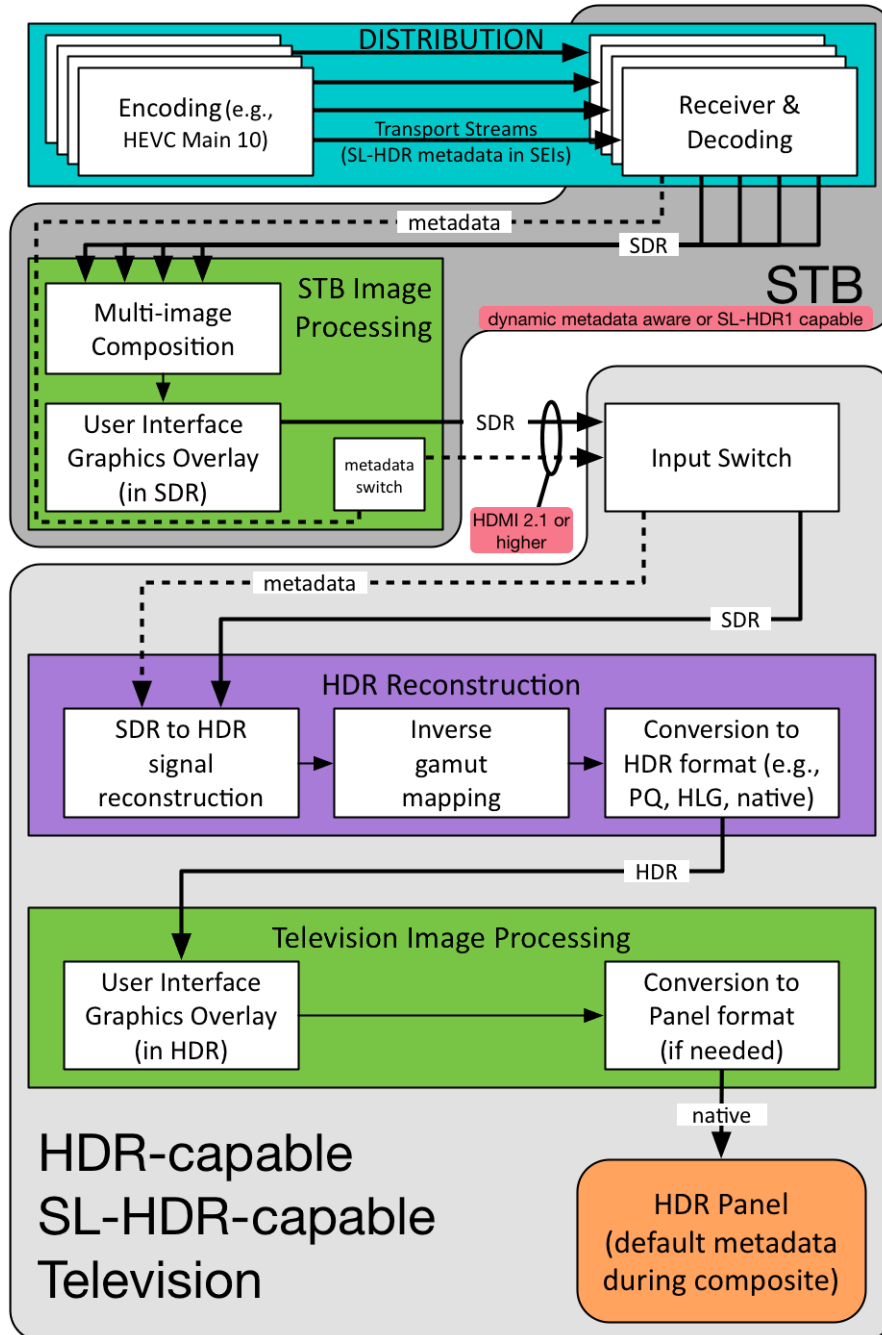 DISTRIBUTION
Encoding (e.g.,
HEVC Main 10)
Transport Streams
(SL-HDR metadata in SEIs)
Receiver &
Decoding
metadata
SDR
STB
dynamic metadata aware or SL-HDR1 capable
STB Image
Processing
Multi-image
Composition
User Interface
Graphics Overlay
(in SDR)
metadata
switch
SDR
HDMI 2.1 or
higher
Input Switch
metadata
SDR
HDR Reconstruction
SDR to HDR
signal
reconstruction
Inverse
gamut
mapping
Conversion to
HDR format (e.g.,
PQ, HLG, native)
HDR
Television Image Processing
User Interface
Graphics Overlay
(in HDR)
Conversion to
Panel format
(if needed)
native
HDR-capable
SL-HDR-capable
Television
HDR Panel
(default metadata
during composite)